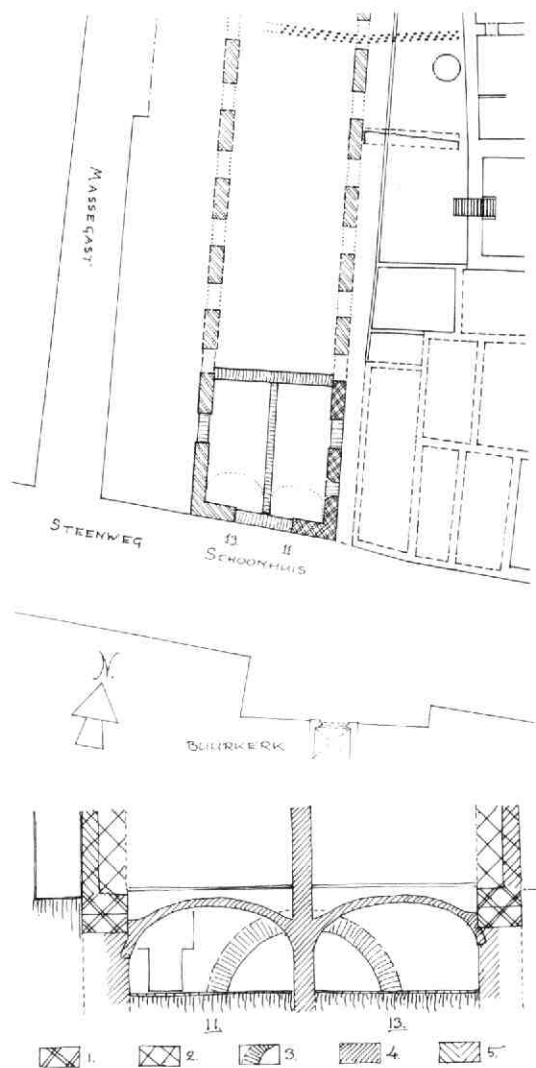 MASSEGAST
STEENWEG
13 11
SCHOONHUIS
N.
BUURKERK
11. 13.
1. 2. 3. 4. 5.